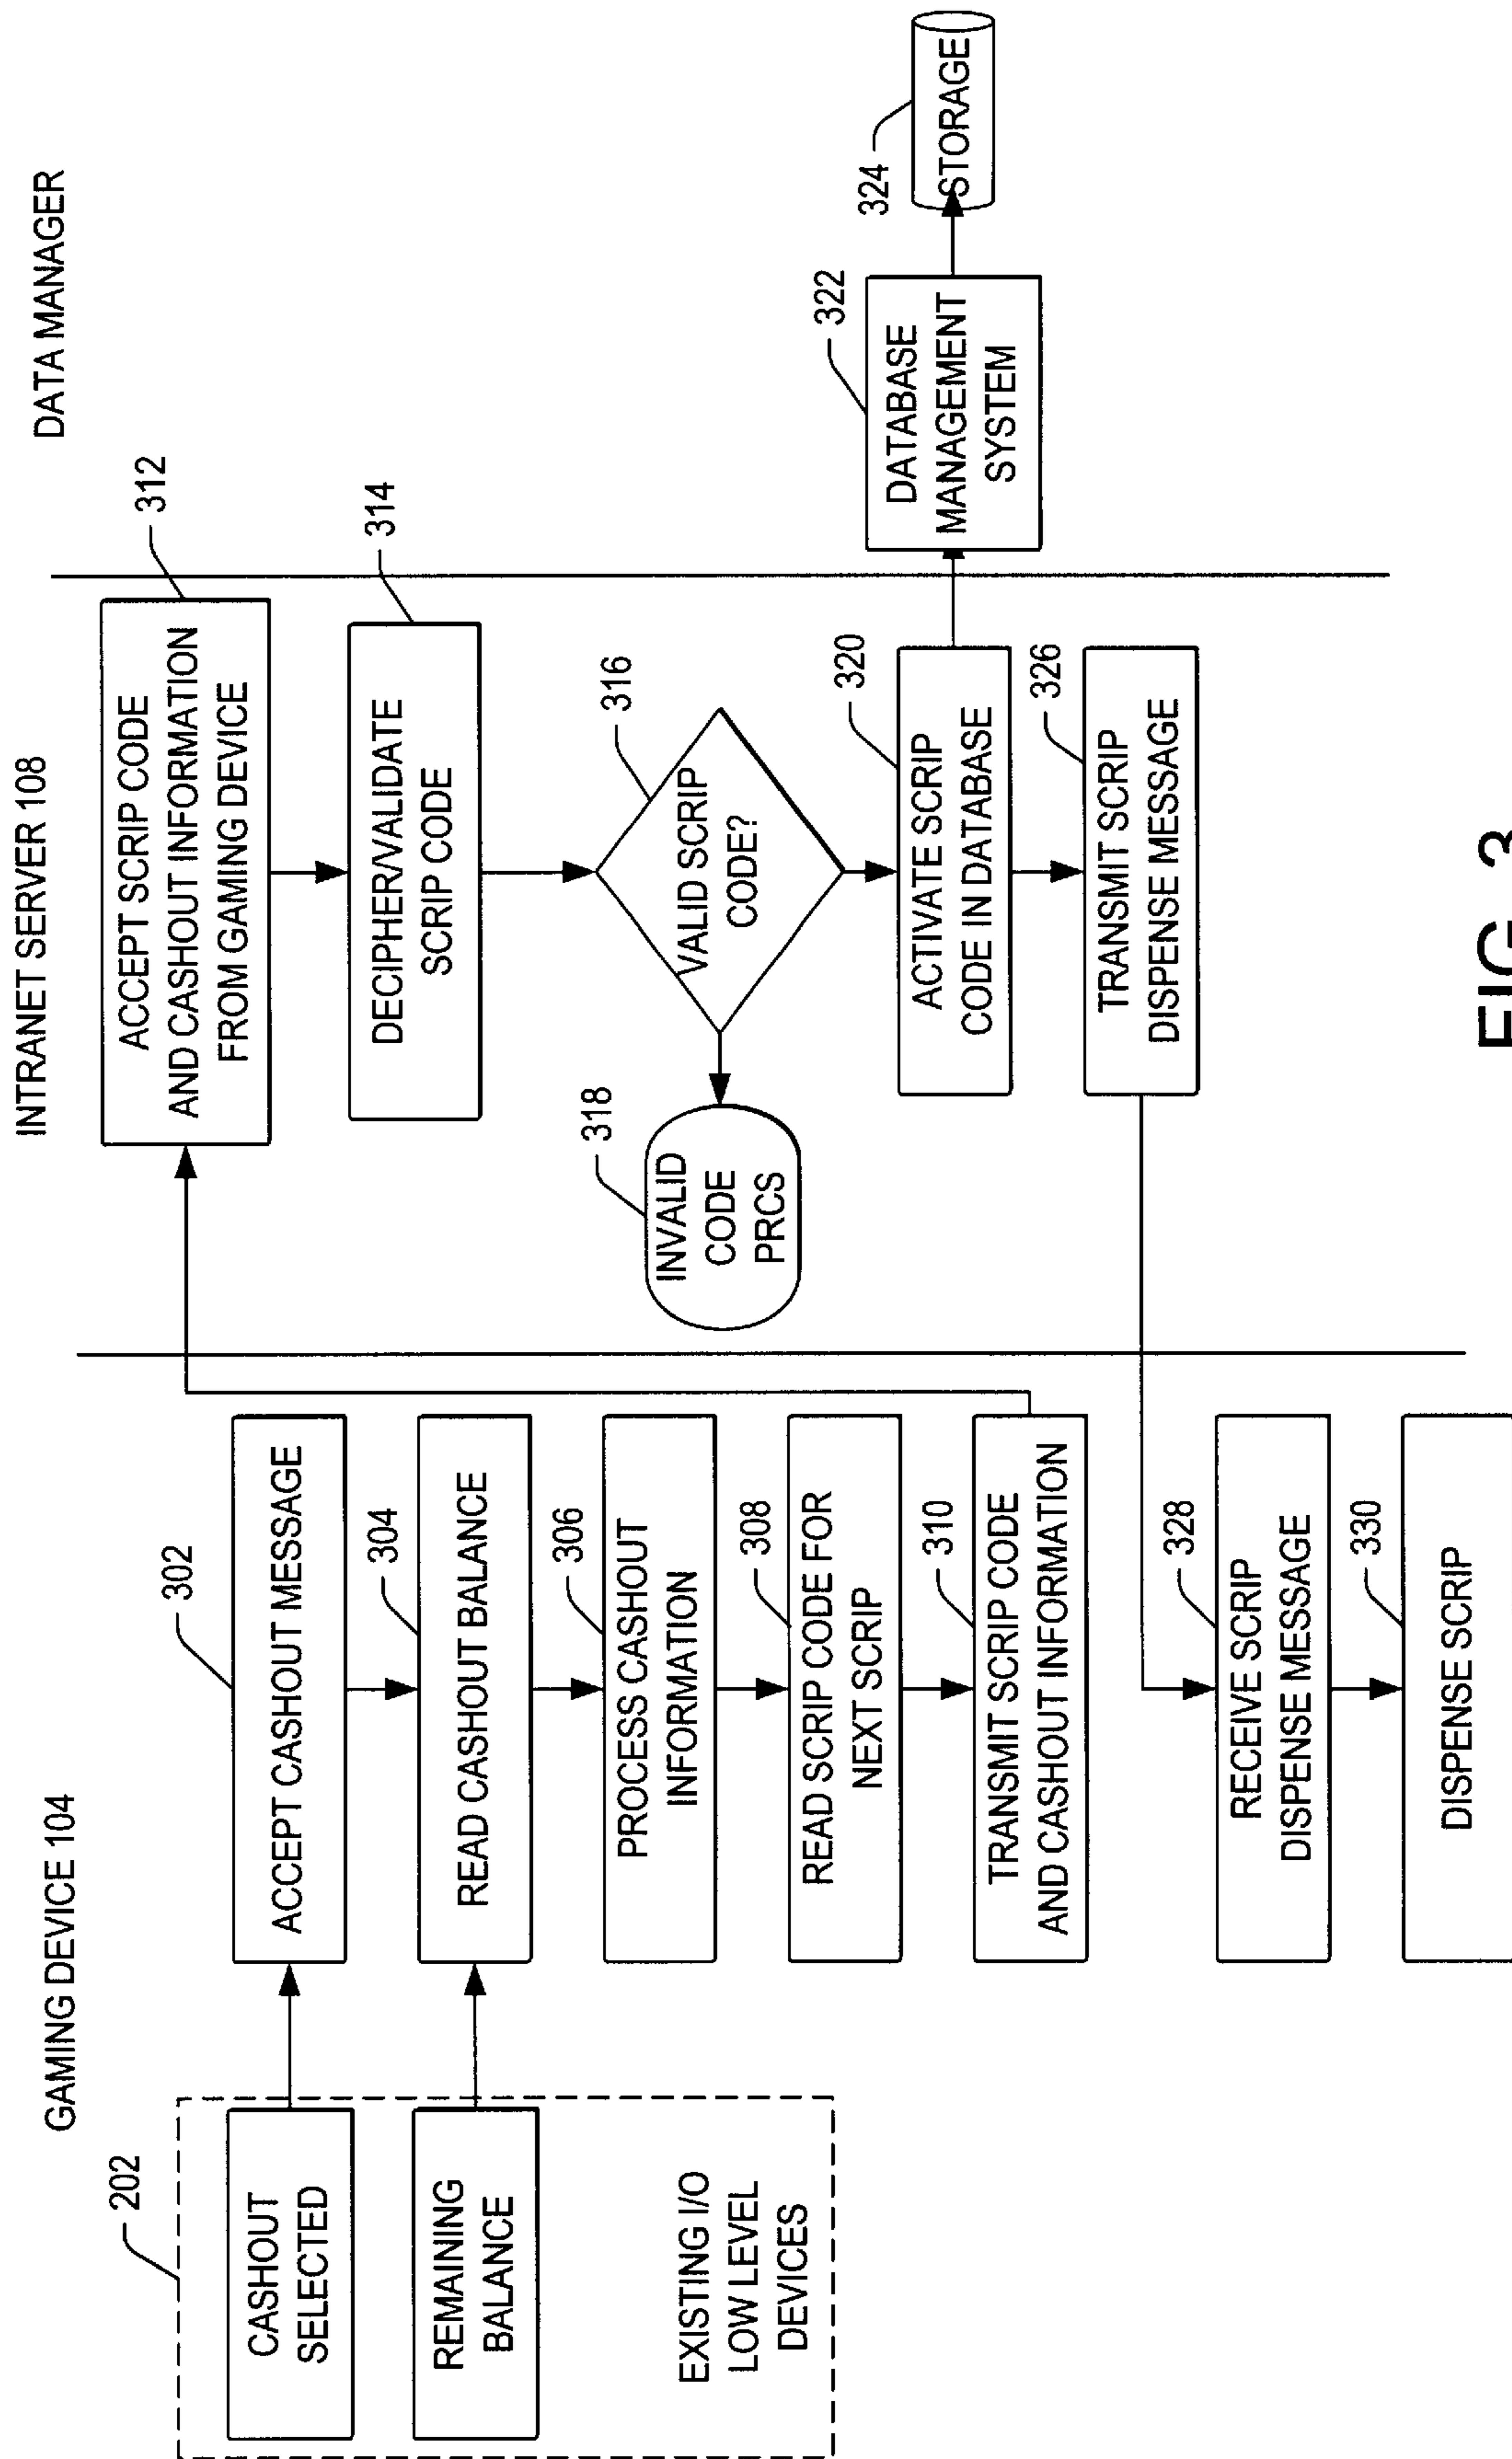 GAMING DEVICE 104
INTRANET SERVER 108
DATA MANAGER
202
CASHOUT
SELECTED
REMAINING
BALANCE
EXISTING I/O
LOW LEVEL
DEVICES
302
ACCEPT CASHOUT MESSAGE
304
READ CASHOUT BALANCE
306
PROCESS CASHOUT
INFORMATION
308
READ SCRIP CODE FOR
NEXT SCRIP
310
TRANSMIT SCRIP CODE
AND CASHOUT INFORMATION
328
RECEIVE SCRIP
DISPENSE MESSAGE
330
DISPENSE SCRIP
312
ACCEPT SCRIP CODE
AND CASHOUT INFORMATION
FROM GAMING DEVICE
314
DECIPHER/VALIDATE
SCRIP CODE
316
VALID SCRIP
CODE?
318
INVALID
CODE
PRCS
320
ACTIVATE SCRIP
CODE IN DATABASE
326
TRANSMIT SCRIP
DISPENSE MESSAGE
322
DATABASE
MANAGEMENT
SYSTEM
324
STORAGE
FIG. 3